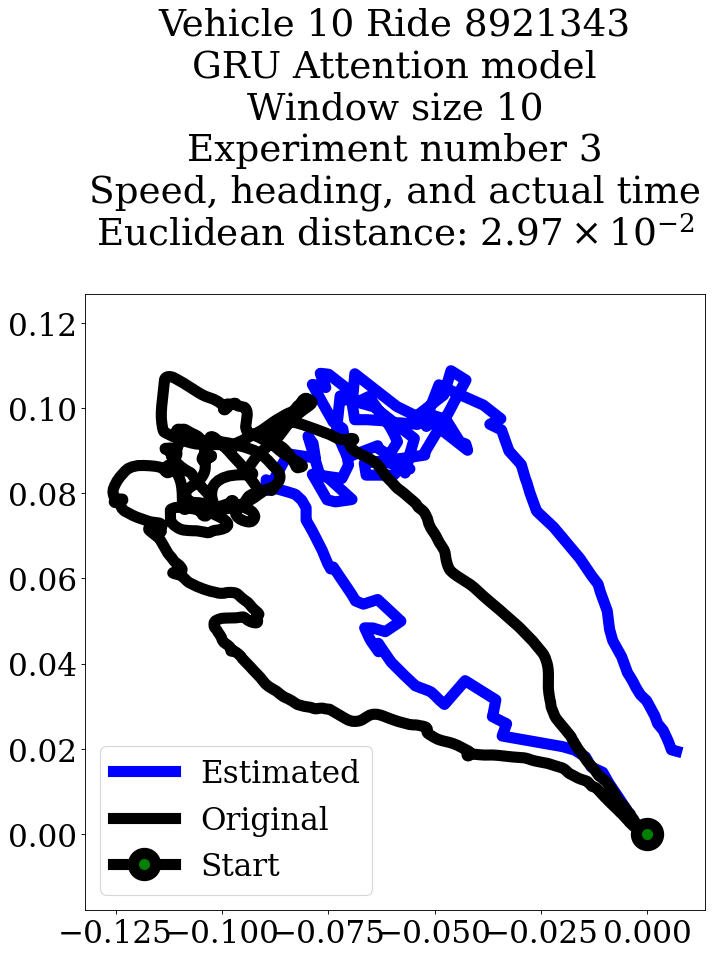 Vehicle 10 Ride 8921343
GRU Attention model
Window size 10
Experiment number 3
Speed, heading, and actual time
Euclidean distance: 2.97 × 10⁻²
0.12
0.10
0.08
0.06
0.04
0.02
0.00
Estimated
Original
Start
−0.125 −0.100 −0.075 −0.050 −0.025 0.000